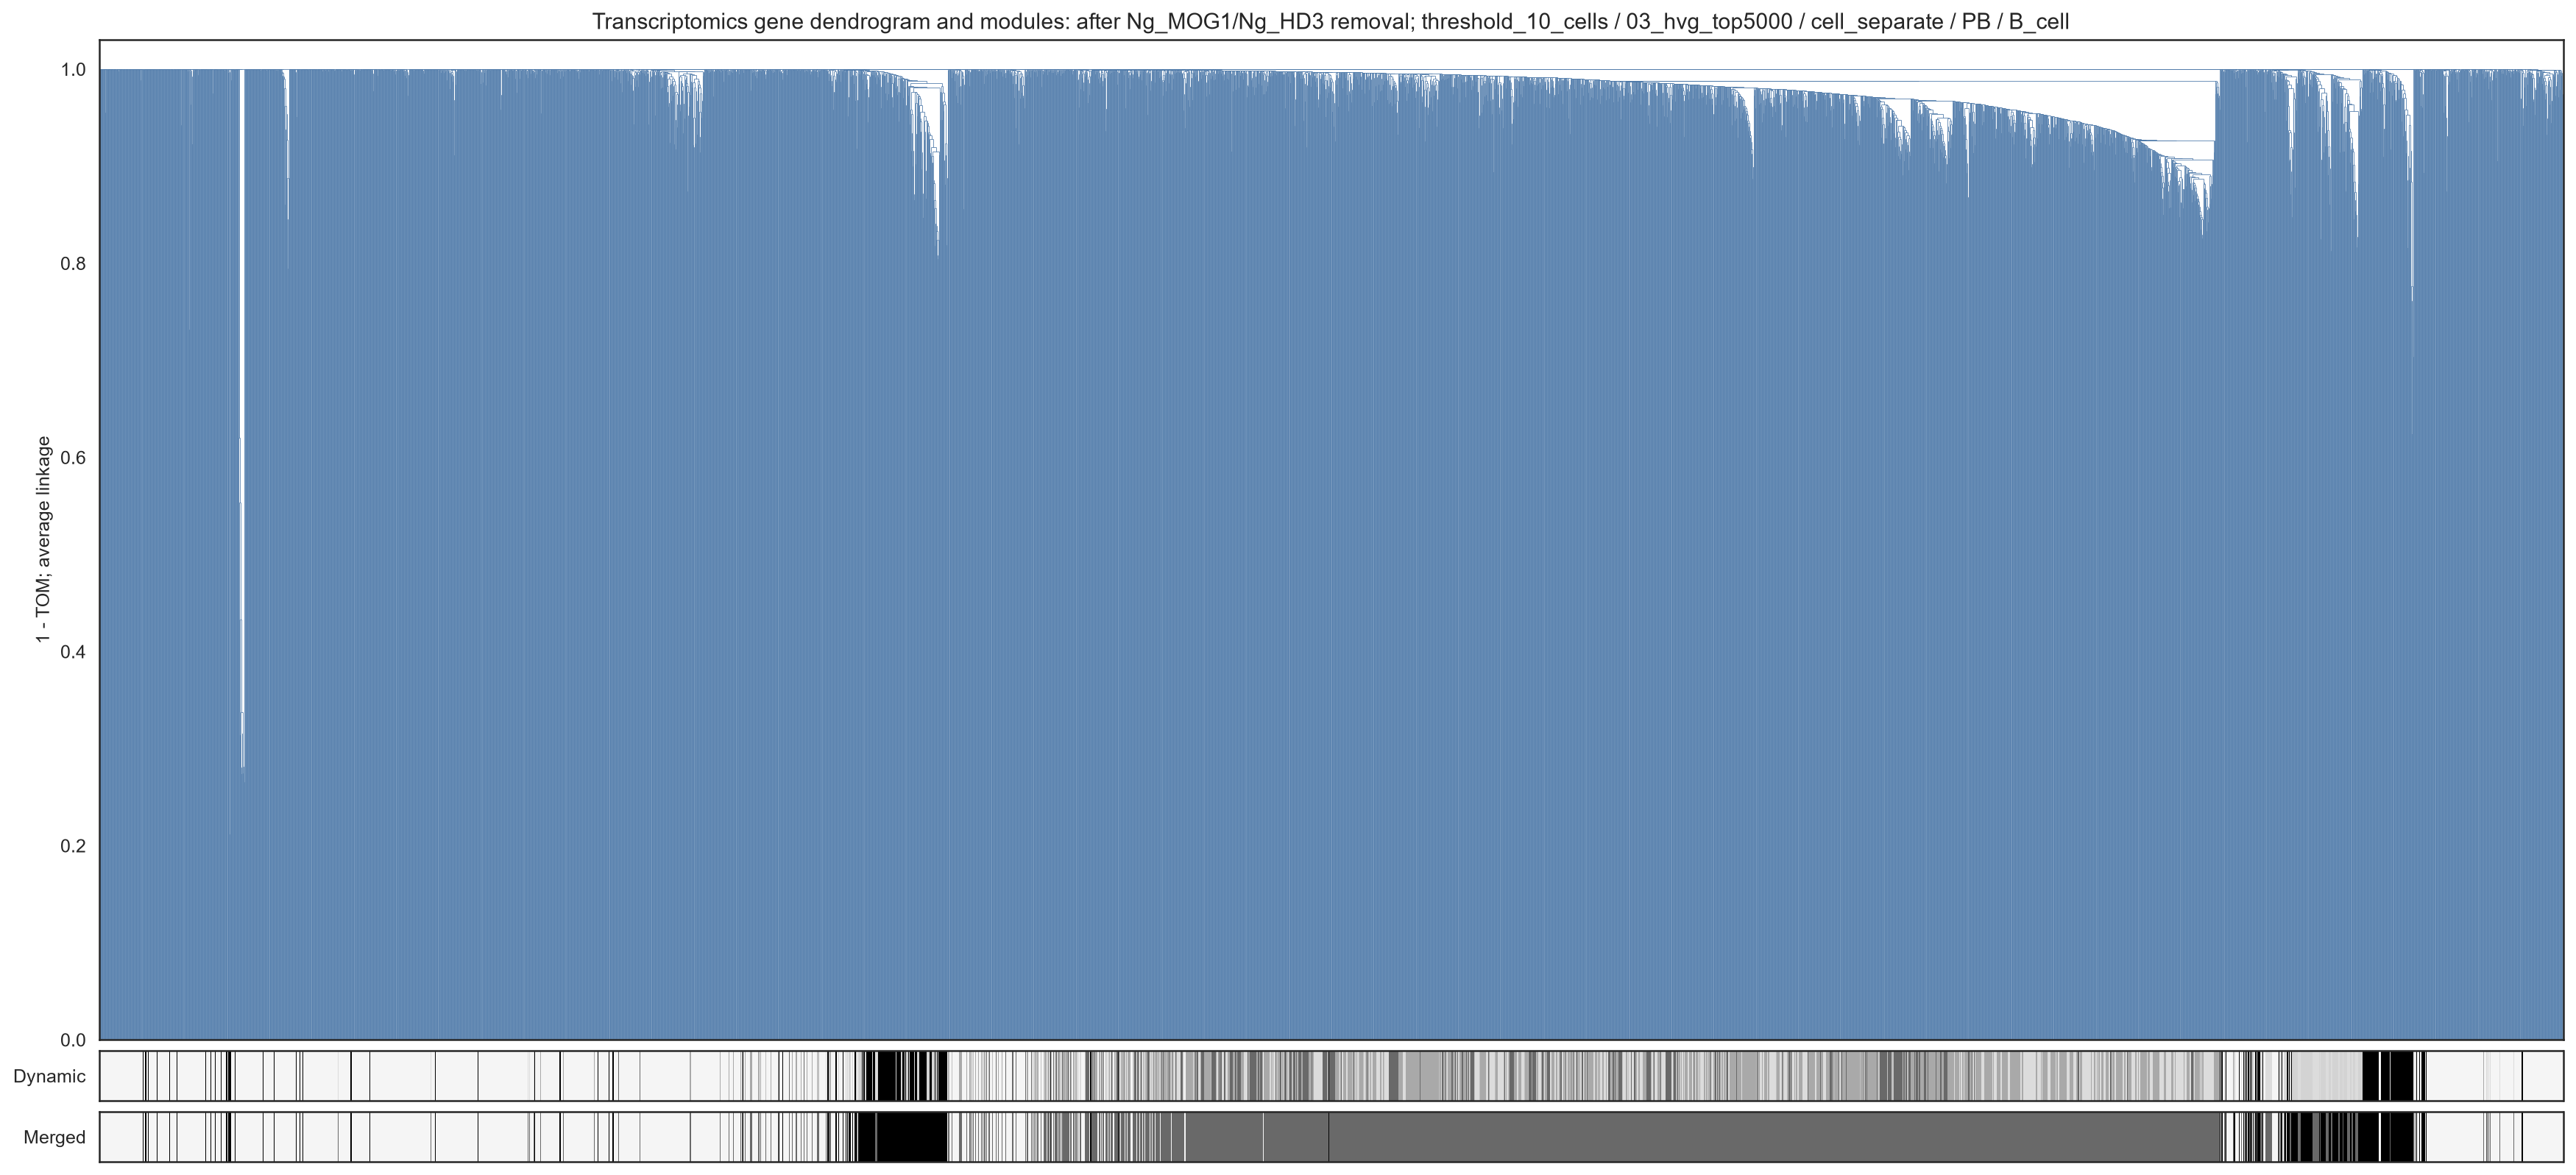 Transcriptomics gene dendrogram and modules: after Ng_MOG1/Ng_HD3 removal; threshold_10_cells / 03_hvg_top5000 / cell_separate / PB / B_cell
1 - TOM; average linkage
1.0
0.8
0.6
0.4
0.2
0.0
Dynamic
Merged